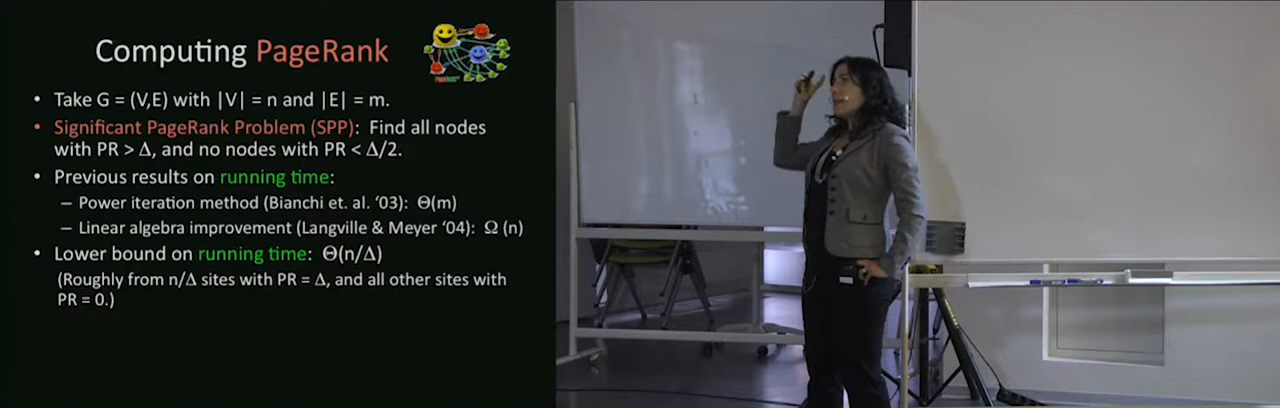 Computing PageRank
• Take G = (V,E) with |V| = n and |E| = m.
• Significant PageRank Problem (SPP): Find all nodes
with PR > Δ, and no nodes with PR < Δ/2.
• Previous results on running time:
– Power iteration method (Bianchi et. al. '03): Θ(m)
– Linear algebra improvement (Langville & Meyer '04): Ω (n)
• Lower bound on running time: Θ(n/Δ)
(Roughly from n/Δ sites with PR = Δ, and all other sites with
PR = 0.)